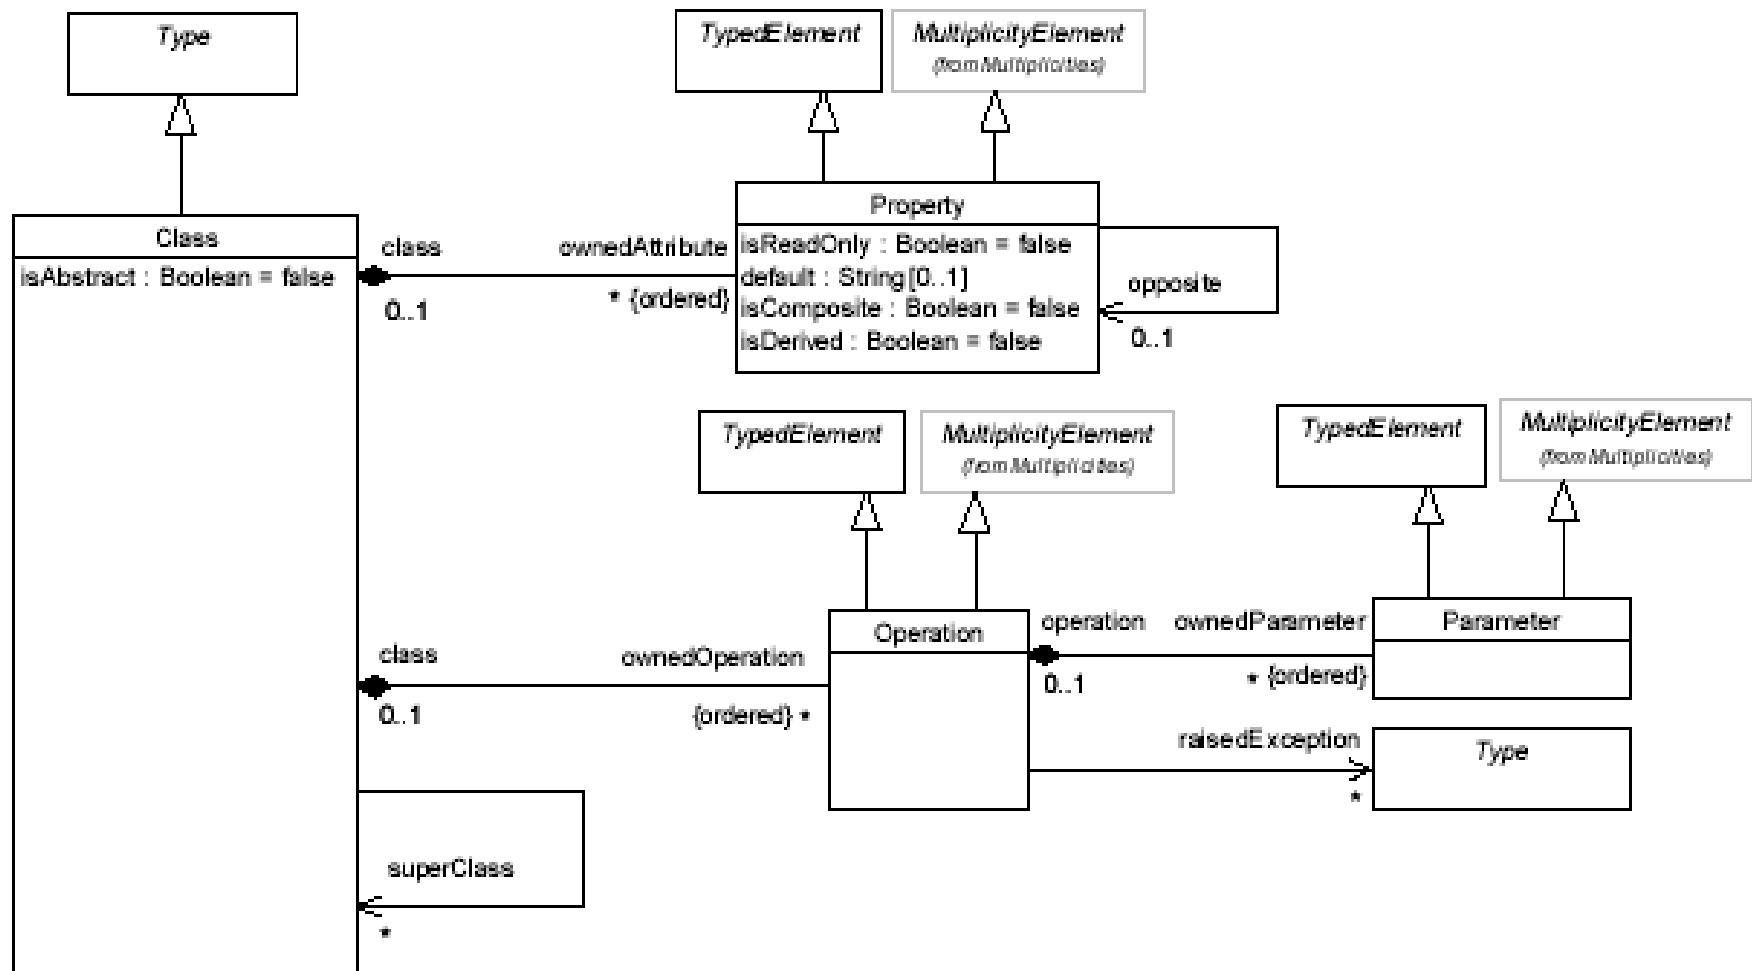 Type
TypedElement
MultiplicityElement
(from Multiplicities)
Property
isReadOnly : Boolean = false
default : String[0..1]
isComposite : Boolean = false
isDerived : Boolean = false
Class
isAbstract : Boolean = false
class
0..1
ownedAttribute
* {ordered}
opposite
0..1
TypedElement
MultiplicityElement
(from Multiplicities)
TypedElement
MultiplicityElement
(from Multiplicities)
Operation
class
0..1
ownedOperation
{ordered} *
operation
0..1
ownedParameter
* {ordered}
Parameter
raisedException
*
Type
superClass
*